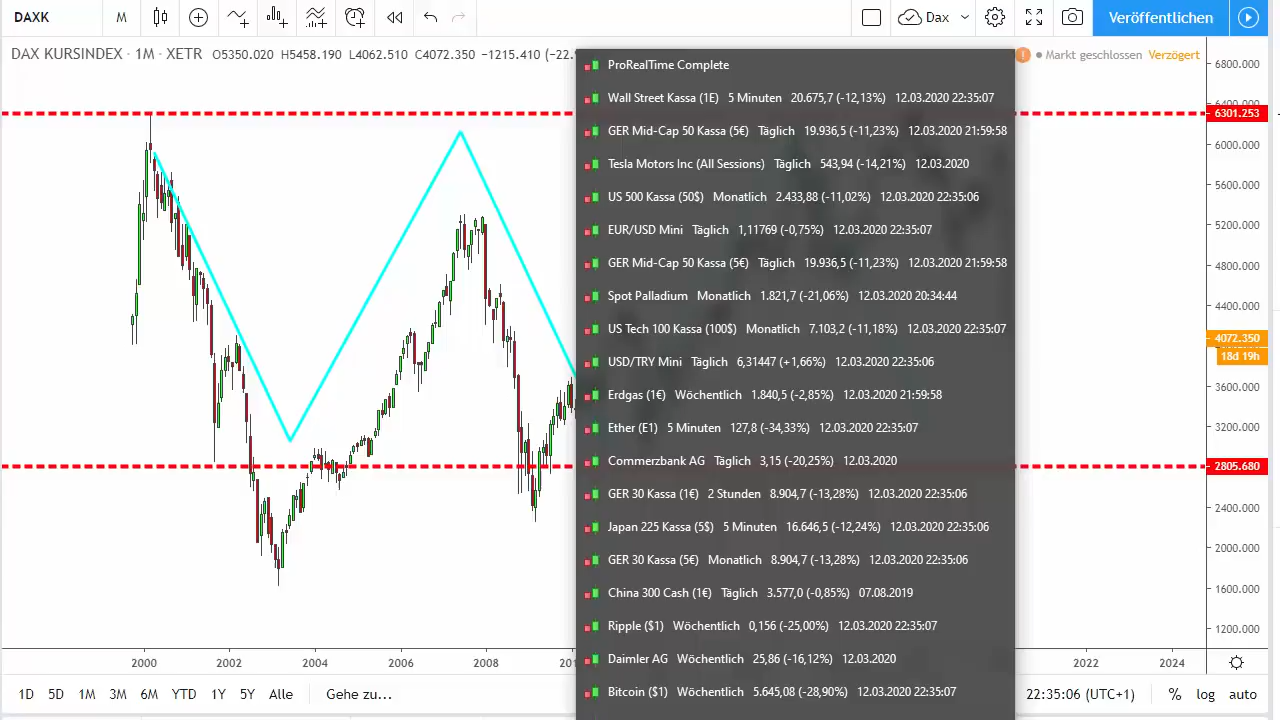 DAXK M Dax Veröffentlichen
DAX KURSINDEX · 1M · XETR O5350.020 H5458.190 L4062.510 C4072.350 −1215.410 (−22.
Markt geschlossen Verzögert
ProRealTime Complete
Wall Street Kassa (1E) 5 Minuten 20.675,7 (-12,13%) 12.03.2020 22:35:07
GER Mid-Cap 50 Kassa (5€) Täglich 19.936,5 (-11,23%) 12.03.2020 21:59:58
Tesla Motors Inc (All Sessions) Täglich 543,94 (-14,21%) 12.03.2020
US 500 Kassa (50$) Monatlich 2.433,88 (-11,02%) 12.03.2020 22:35:06
EUR/USD Mini Täglich 1,11769 (-0,75%) 12.03.2020 22:35:07
GER Mid-Cap 50 Kassa (5€) Täglich 19.936,5 (-11,23%) 12.03.2020 21:59:58
Spot Palladium Monatlich 1.821,7 (-21,06%) 12.03.2020 20:34:44
US Tech 100 Kassa (100$) Monatlich 7.103,2 (-11,18%) 12.03.2020 22:35:07
USD/TRY Mini Täglich 6,31447 (+1,66%) 12.03.2020 22:35:06
Erdgas (1€) Wöchentlich 1.840,5 (-2,85%) 12.03.2020 21:59:58
Ether (E1) 5 Minuten 127,8 (-34,33%) 12.03.2020 22:35:07
Commerzbank AG Täglich 3,15 (-20,25%) 12.03.2020
GER 30 Kassa (1€) 2 Stunden 8.904,7 (-13,28%) 12.03.2020 22:35:06
Japan 225 Kassa (5$) 5 Minuten 16.646,5 (-12,24%) 12.03.2020 22:35:06
GER 30 Kassa (5€) Monatlich 8.904,7 (-13,28%) 12.03.2020 22:35:06
China 300 Cash (1€) Täglich 3.577,0 (-0,85%) 07.08.2019
Ripple ($1) Wöchentlich 0,156 (-25,00%) 12.03.2020 22:35:07
Daimler AG Wöchentlich 25,86 (-16,12%) 12.03.2020
Bitcoin ($1) Wöchentlich 5.645,08 (-28,90%) 12.03.2020 22:35:07
6800.000
6301.253
6000.000
5600.000
5200.000
4800.000
4400.000
4072.350
18d 19h
3600.000
3200.000
2805.680
2400.000
2000.000
1600.000
1200.000
2000 2002 2004 2006 2008 2022 2024
1D 5D 1M 3M 6M YTD 1Y 5Y Alle Gehe zu... 22:35:06 (UTC+1) % log auto